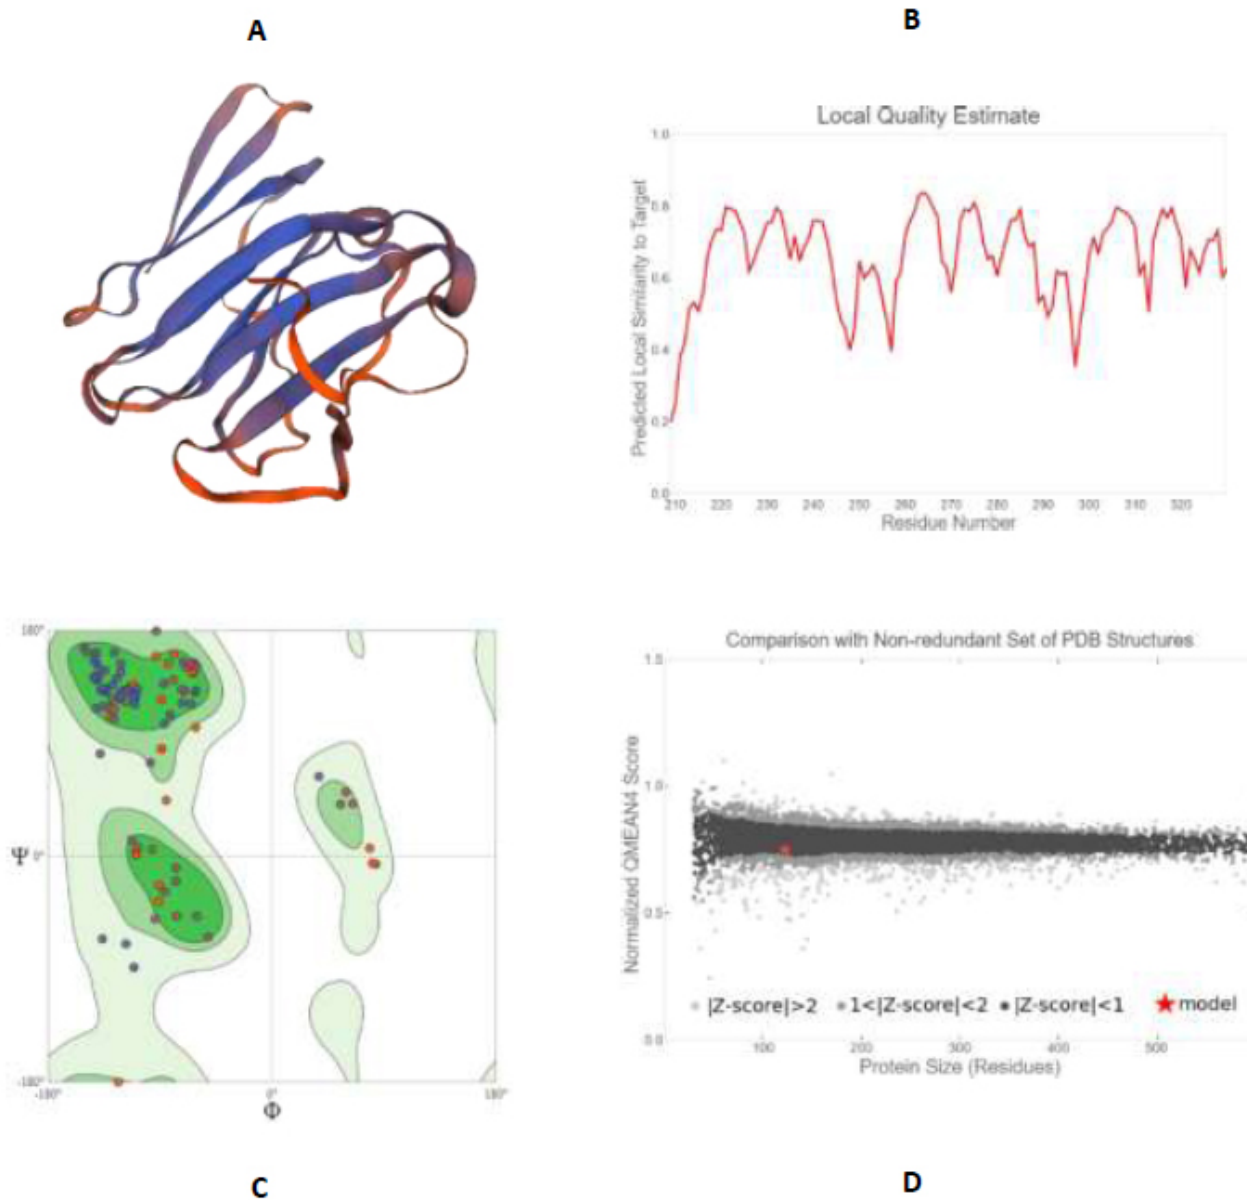 A
B
Local Quality Estimate
Predicted Local Similarity to Target
1.0
0.8
0.6
0.4
0.2
0.0
210 220 230 240 250 260 270 280 290 300 310 320
Residue Number
180°
Ψ 0°
-180°
-180° 0° 180°
Φ
Comparison with Non-redundant Set of PDB Structures
Normalized QMEAN4 Score
1.5
1.0
0.5
0.0
|Z-score|>2 1<|Z-score|<2 |Z-score|<1 model
100 200 300 400 500
Protein Size (Residues)
C
D